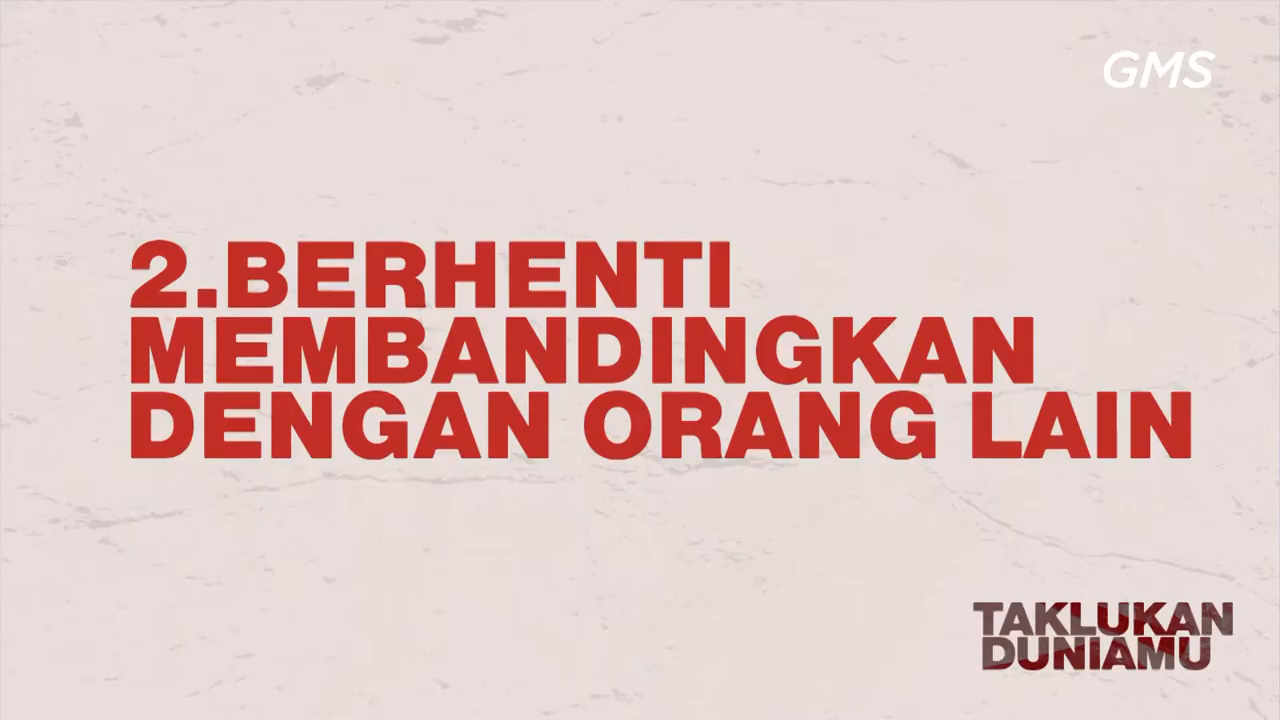 GMS
2.BERHENTI
MEMBANDINGKAN
DENGAN ORANG LAIN
TAKLUKAN
DUNIAMU